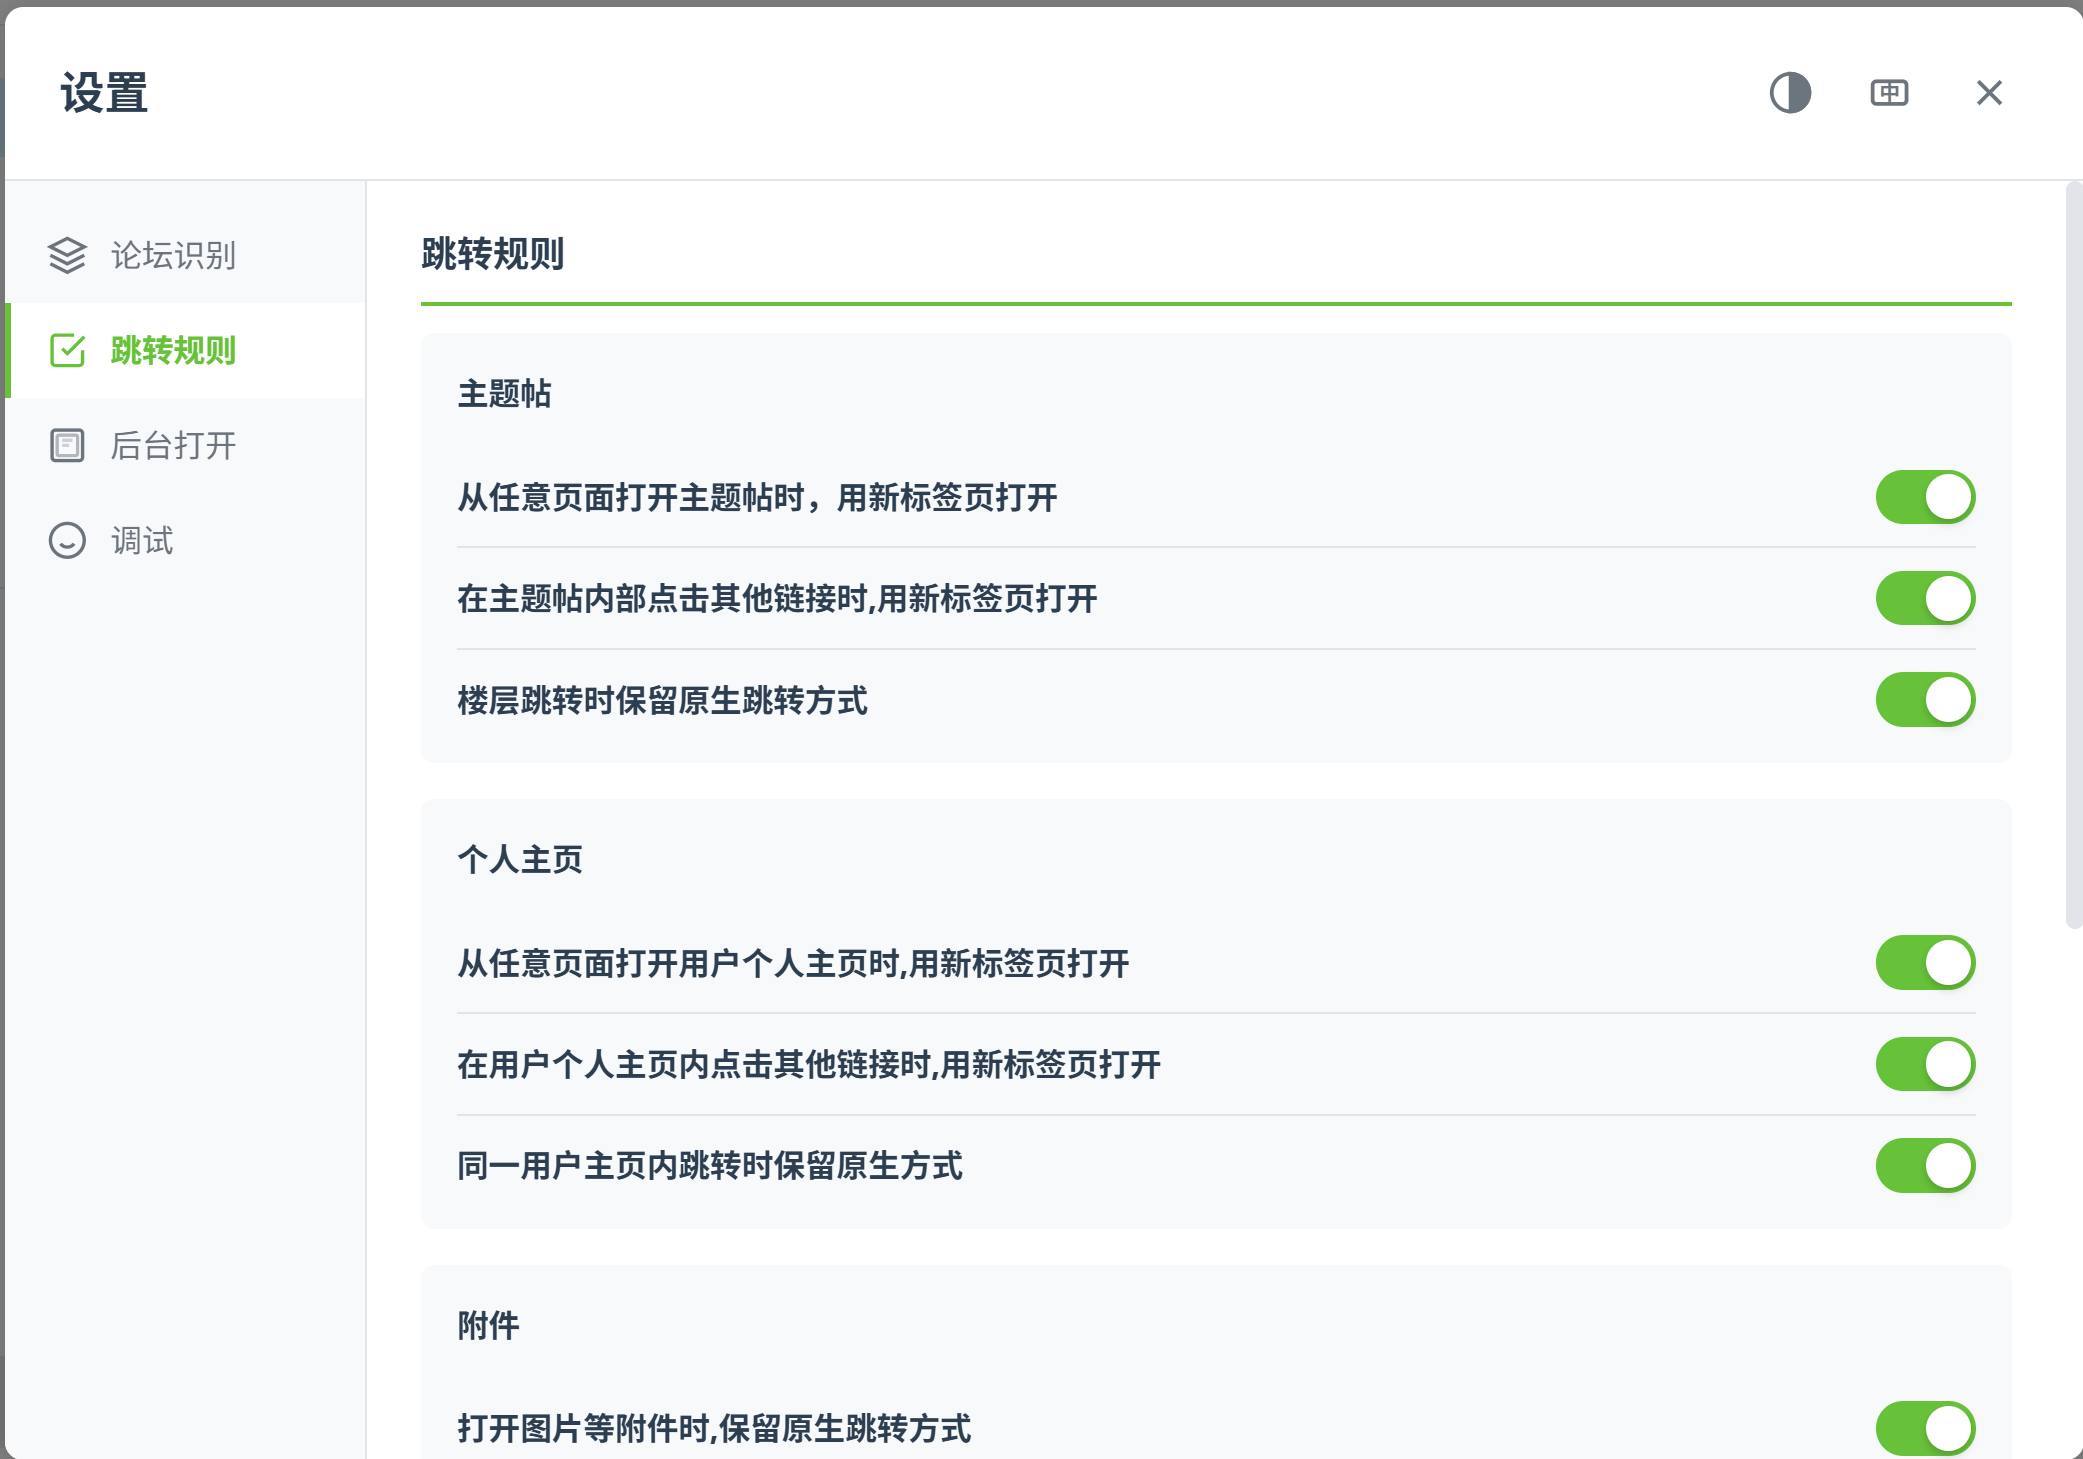 设置
中
论坛识别
跳转规则
后台打开
调试
跳转规则
主题帖
从任意页面打开主题帖时，用新标签页打开
在主题帖内部点击其他链接时,用新标签页打开
楼层跳转时保留原生跳转方式
个人主页
从任意页面打开用户个人主页时,用新标签页打开
在用户个人主页内点击其他链接时,用新标签页打开
同一用户主页内跳转时保留原生方式
附件
打开图片等附件时,保留原生跳转方式